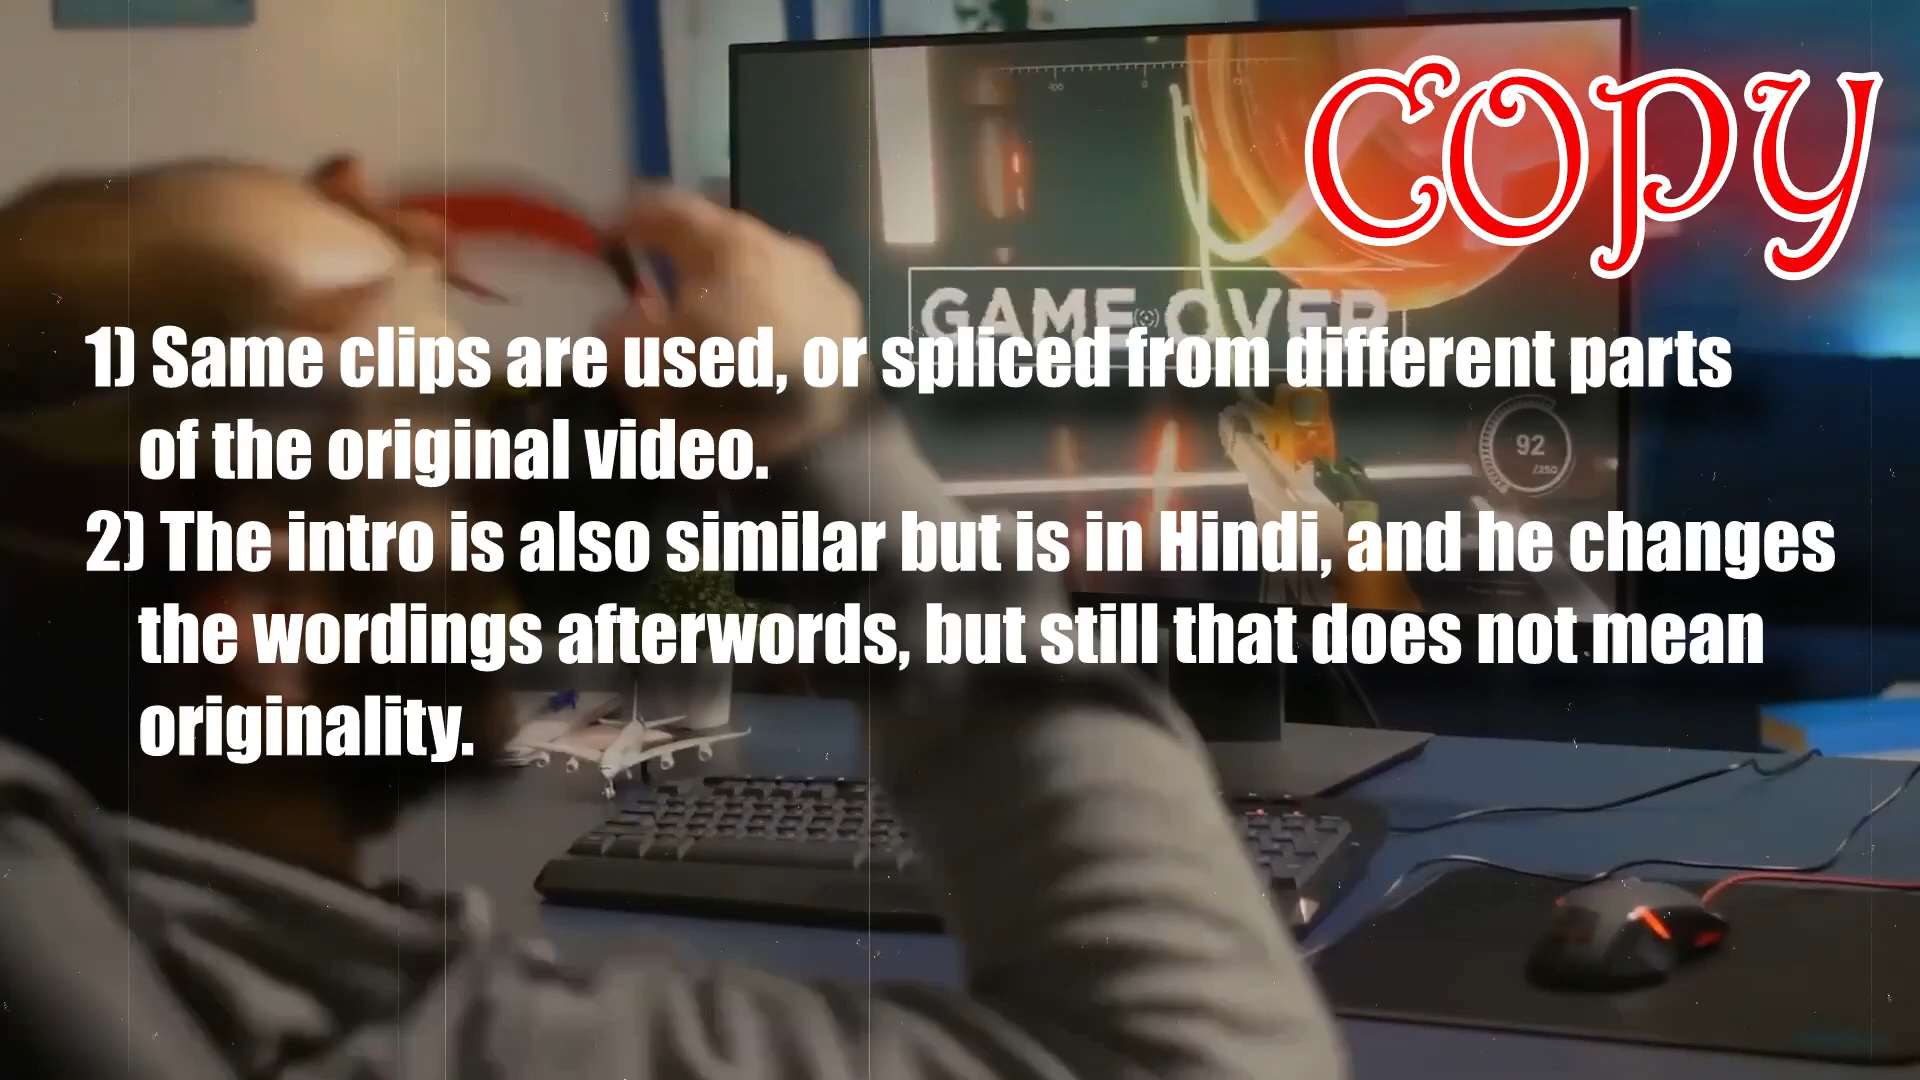 COPY
GAME OVER
1) Same clips are used, or spliced from different parts
of the original video.
92
/250
2) The intro is also similar but is in Hindi, and he changes
the wordings afterwords, but still that does not mean
originality.